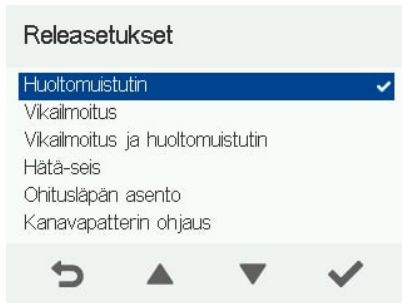 Releasetukset
Huoltomuistutin
Vikailmoitus
Vikailmoitus ja huoltomuistutin
Hätä-seis
Ohitusläpän asento
Kanavapatterin ohjaus